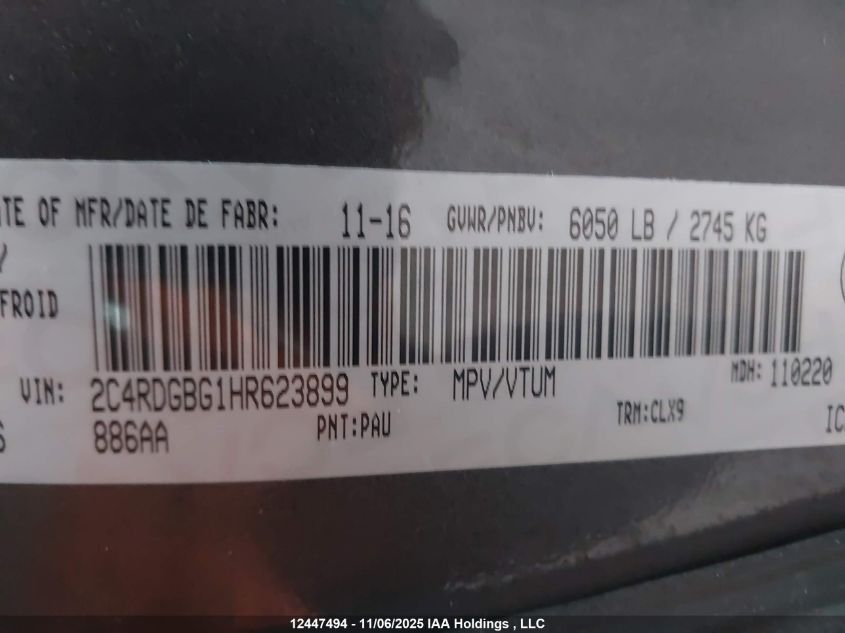 TE OF MFR/DATE DE FABR: 11-16 GVWR/PNBV: 6050 LB / 2745 KG
FROID
VIN: 2C4RDGBG1HR623899 TYPE: MPV/VTUM MDH: 110220
886AA PNT:PAU TRM:CLX9 IC
12447494 - 11/06/2025 IAA Holdings , LLC